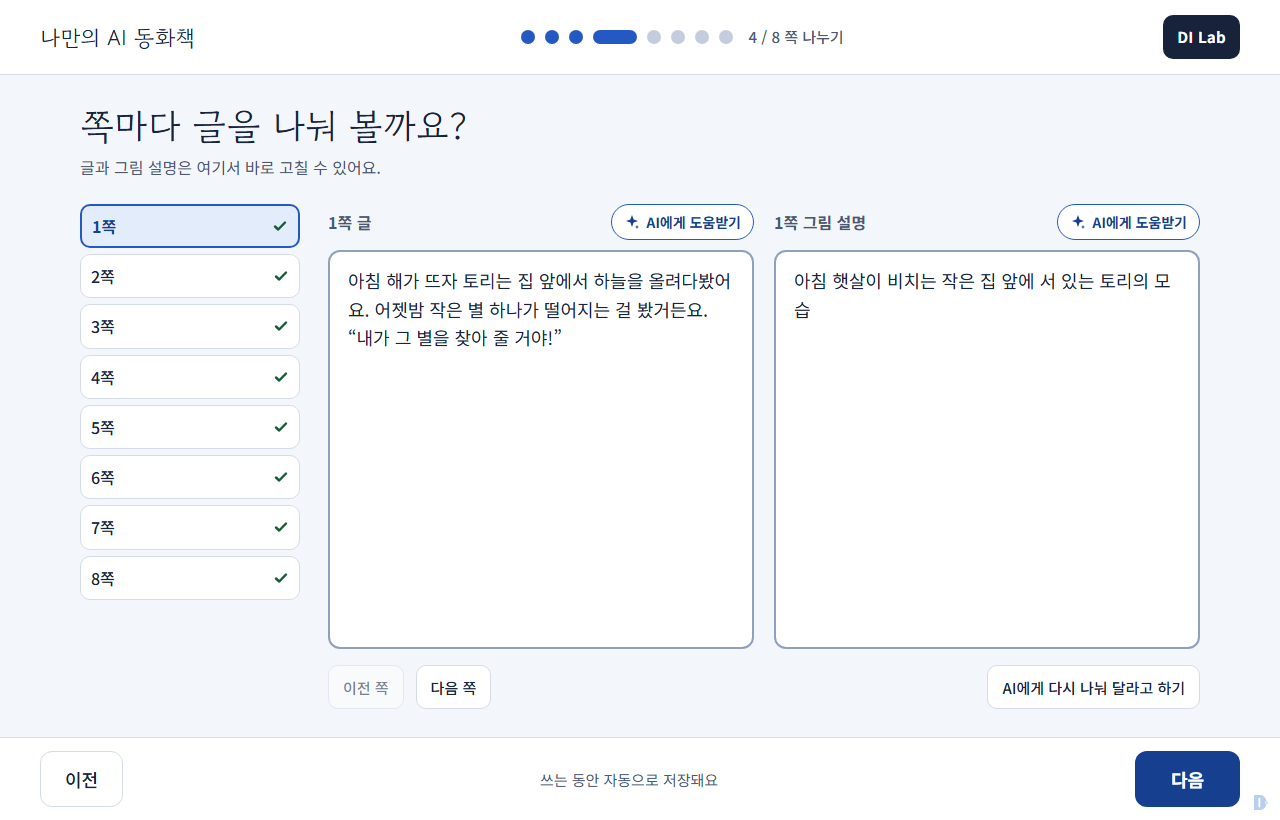 나만의 AI 동화책
4 / 8 쪽 나누기
DI Lab
쪽마다 글을 나눠 볼까요?
글과 그림 설명은 여기서 바로 고칠 수 있어요.
1쪽
2쪽
3쪽
4쪽
5쪽
6쪽
7쪽
8쪽
1쪽 글
AI에게 도움받기
아침 해가 뜨자 토리는 집 앞에서 하늘을 올려다봤어
요. 어젯밤 작은 별 하나가 떨어지는 걸 봤거든요.
“내가 그 별을 찾아 줄 거야!”
1쪽 그림 설명
AI에게 도움받기
아침 햇살이 비치는 작은 집 앞에 서 있는 토리의 모
습
이전 쪽
다음 쪽
AI에게 다시 나눠 달라고 하기
이전
쓰는 동안 자동으로 저장돼요
다음